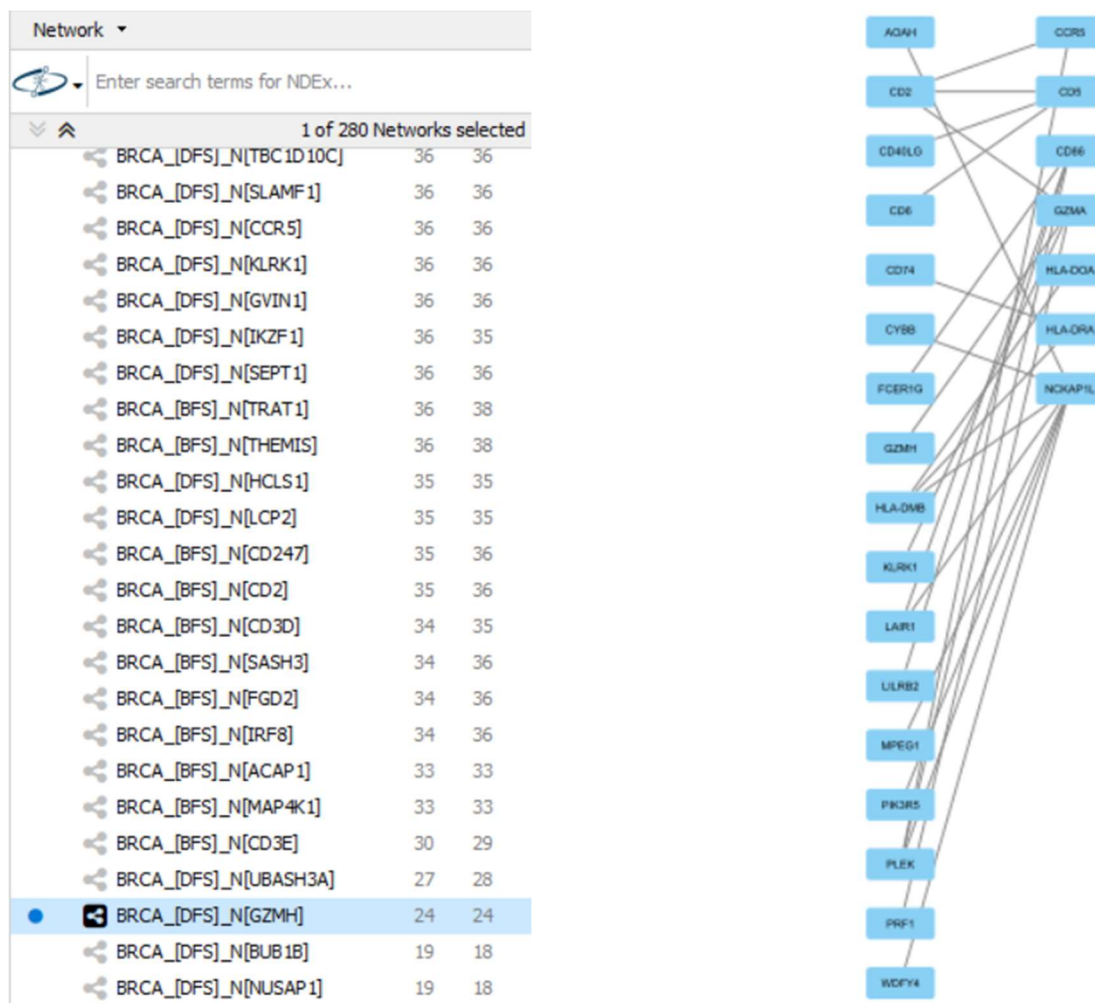 Network
Enter search terms for NDEx...
1 of 280 Networks selected
BRCA_[DFS]_N[TBC1D10C] 36 36
BRCA_[DFS]_N[SLAMF1] 36 36
BRCA_[DFS]_N[CCR5] 36 36
BRCA_[DFS]_N[KLRK1] 36 36
BRCA_[DFS]_N[GVIN1] 36 36
BRCA_[DFS]_N[IKZF1] 36 35
BRCA_[DFS]_N[SEPT1] 36 36
BRCA_[BFS]_N[TRAT1] 36 38
BRCA_[BFS]_N[THEMIS] 36 38
BRCA_[DFS]_N[HCLS1] 35 35
BRCA_[DFS]_N[LCP2] 35 35
BRCA_[BFS]_N[CD247] 35 36
BRCA_[BFS]_N[CD2] 35 36
BRCA_[BFS]_N[CD3D] 34 35
BRCA_[BFS]_N[SASH3] 34 36
BRCA_[BFS]_N[FGD2] 34 36
BRCA_[BFS]_N[IRF8] 34 36
BRCA_[BFS]_N[ACAP1] 33 33
BRCA_[BFS]_N[MAP4K1] 33 33
BRCA_[BFS]_N[CD3E] 30 29
BRCA_[DFS]_N[UBASH3A] 27 28
BRCA_[DFS]_N[GZMH] 24 24
BRCA_[DFS]_N[BUB1B] 19 18
BRCA_[DFS]_N[NUSAP1] 19 18
AOAH CCR5
CD2 CD5
CD40LG CD86
CD6 GZMA
CD74 HLA-DOA
CYBB HLA-DRA
FCER1G NCKAP1L
GZMH
HLA-DMB
KLRK1
LAIR1
LILRB2
MPEG1
PIK3R5
PLEK
PRF1
WDFY4